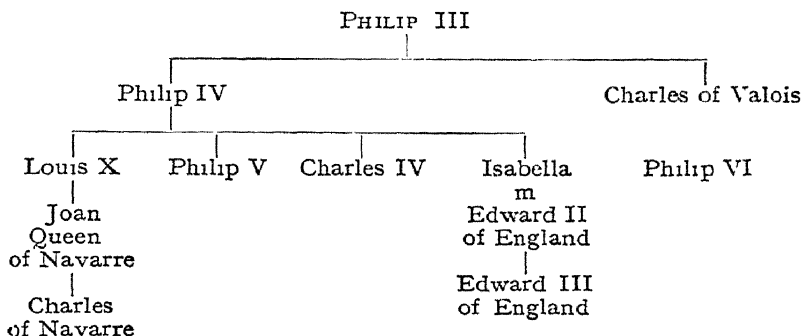 PHILIP III
Philip IV Charles of Valois
Louis X Philip V Charles IV Isabella Philip VI
Joan
Queen
of Navarre
Charles
of Navarre
m
Edward II
of England
Edward III
of England